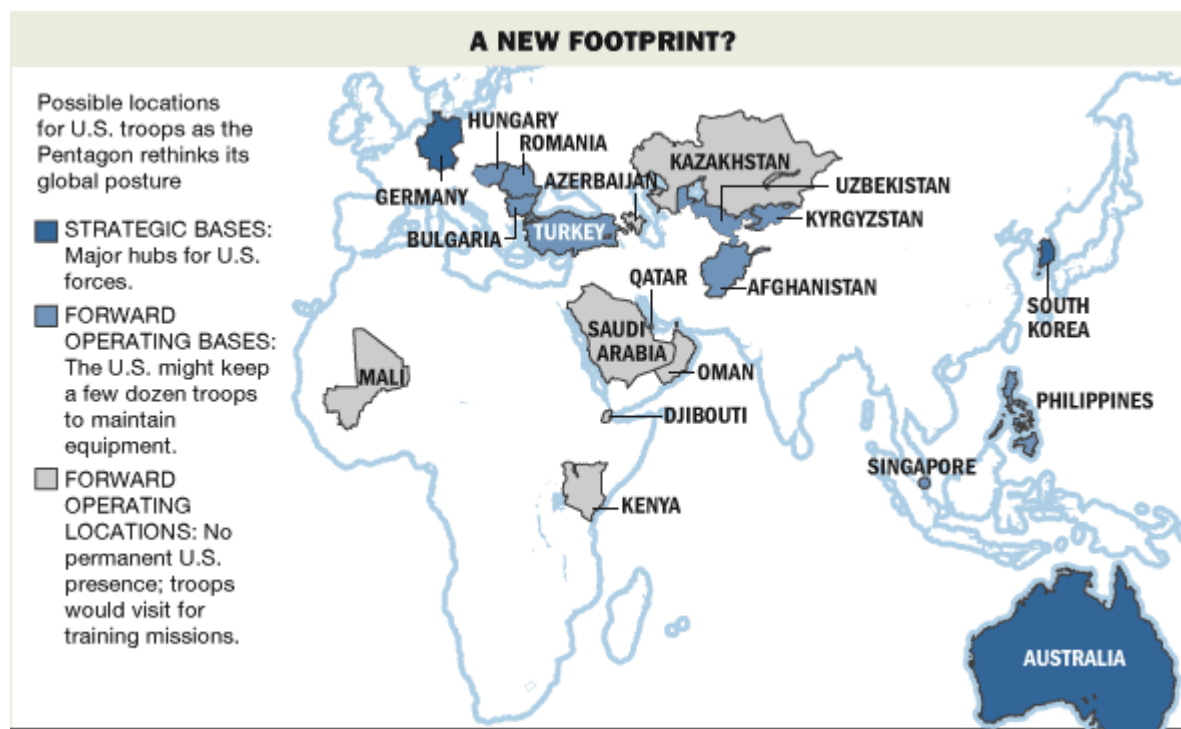 A NEW FOOTPRINT?
Possible locations
for U.S. troops as the
Pentagon rethinks its
global posture
STRATEGIC BASES:
Major hubs for U.S.
forces.
FORWARD
OPERATING BASES:
The U.S. might keep
a few dozen troops
to maintain
equipment.
FORWARD
OPERATING
LOCATIONS: No
permanent U.S.
presence; troops
would visit for
training missions.
HUNGARY
ROMANIA
GERMANY
AZERBAIJAN
KAZAKHSTAN
UZBEKISTAN
BULGARIA
TURKEY
KYRGYZSTAN
QATAR
AFGHANISTAN
SAUDI
ARABIA
SOUTH
KOREA
MALI
OMAN
DJIBOUTI
PHILIPPINES
SINGAPORE
KENYA
AUSTRALIA